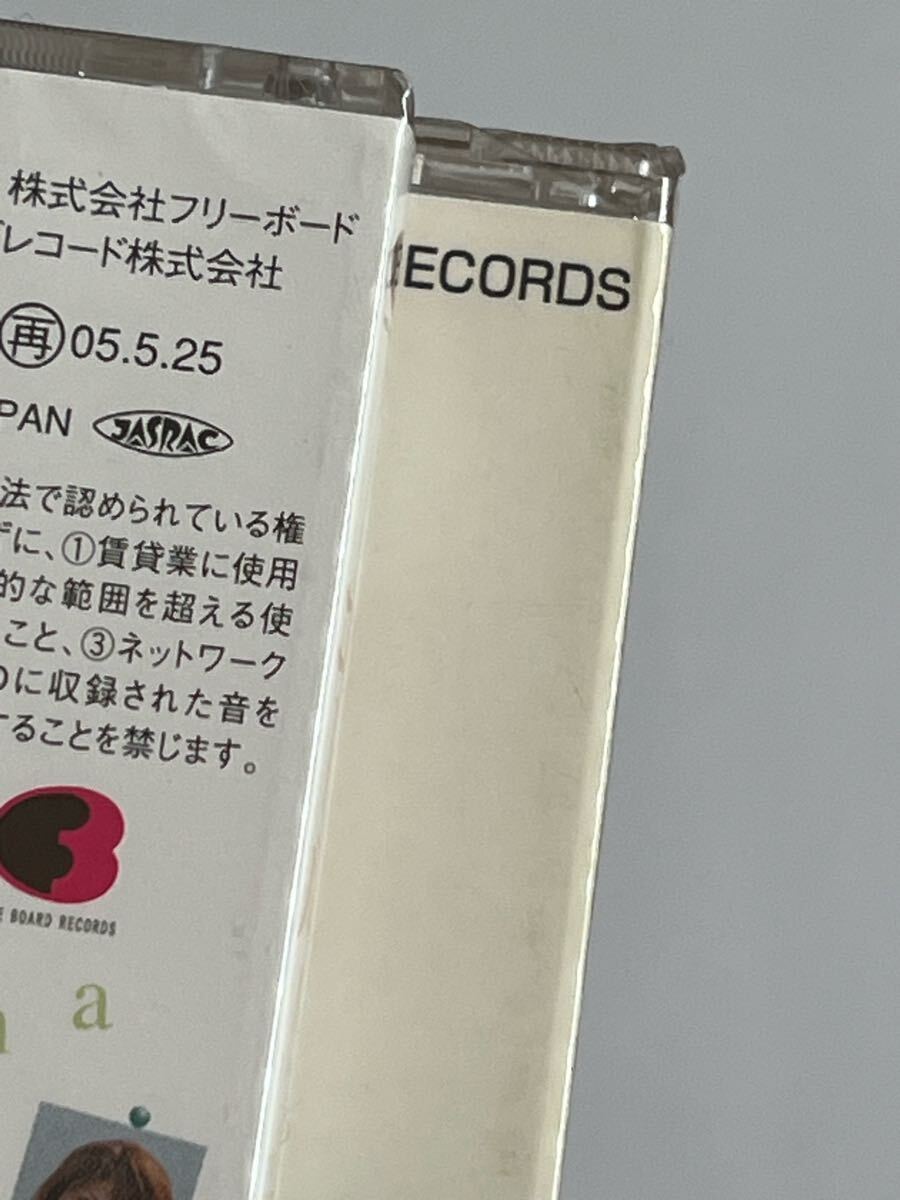 株式会社フリーボード
レコード株式会社
再05.5.25
PAN JASRAC
法で認められている権
ずに、①賃貸業に使用
的な範囲を超える使
こと、③ネットワーク
に収録された音を
することを禁じます。
BOARD RECORDS
a
ECORDS